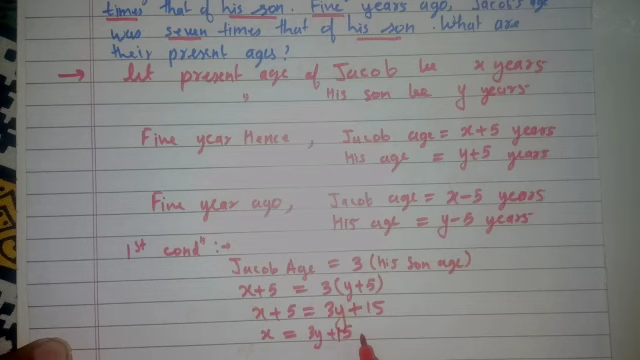 times that of his son. Five years ago, Jacob's age
was seven times that of his son. What are
their present ages?
→ let present age of Jacob be x years
" His son be y years
Five year Hence, Jacob age = x+5 years
His age = y+5 years
Five year ago, Jacob age = x-5 years
His age = y-5 years
1st condn :→
Jacob Age = 3 (his son age)
x+5 = 3(y+5)
x+5 = 3y+15
x = 3y+15